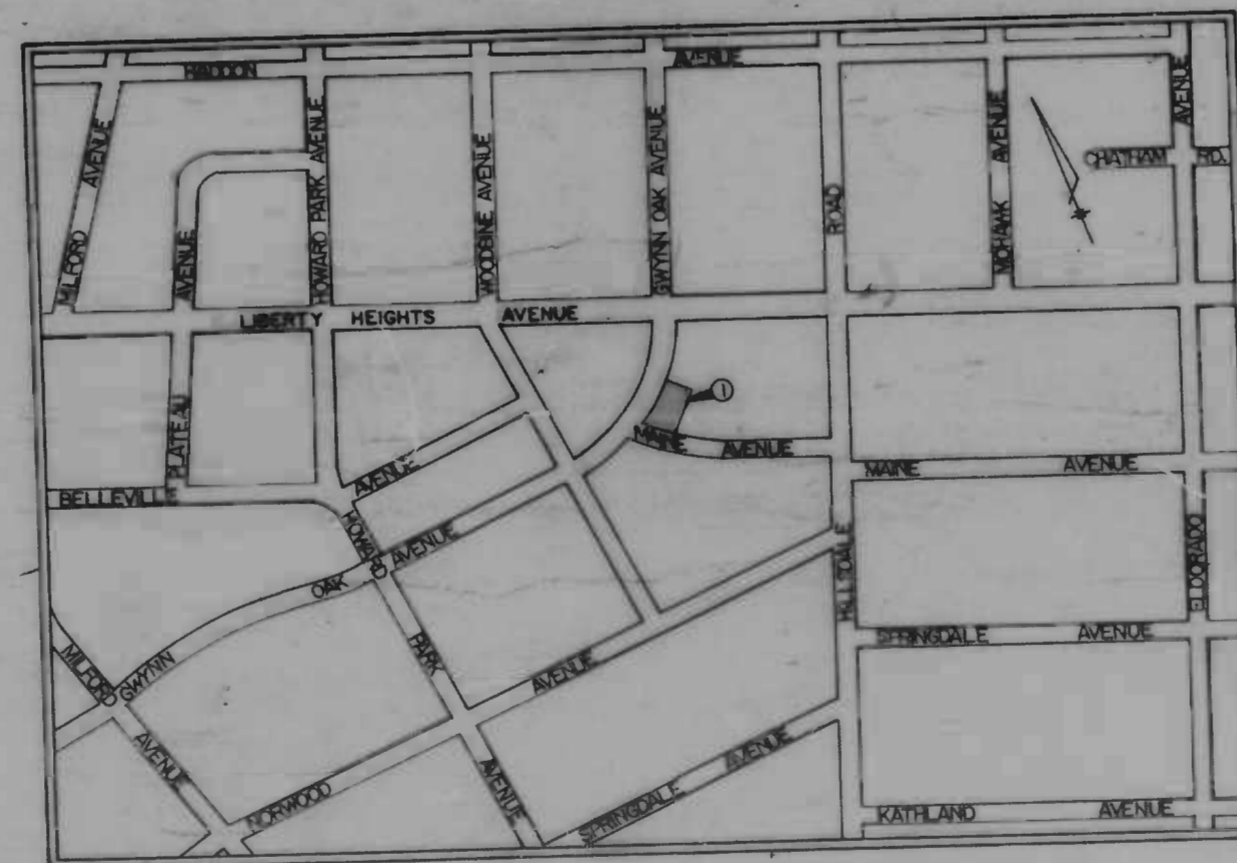 HADDON AVENUE
MILFORD AVENUE
AVENUE
HOWARD PARK AVENUE
WOODBINE AVENUE
GWYNN OAK AVENUE
ROAD
MOHAWK AVENUE
AVENUE
CHATHAM RD.
LIBERTY HEIGHTS AVENUE
1
PLATEAU
MAINE AVENUE
MAINE AVENUE
BELLEVILLE AVENUE
HOWARD
PARK
AVENUE
GWYNN OAK AVENUE
HILLSDALE
ELDORADO
MILFORD
AVENUE
NORWOOD AVENUE
SPRINGDALE AVENUE
SPRINGDALE AVENUE
KATHLAND AVENUE